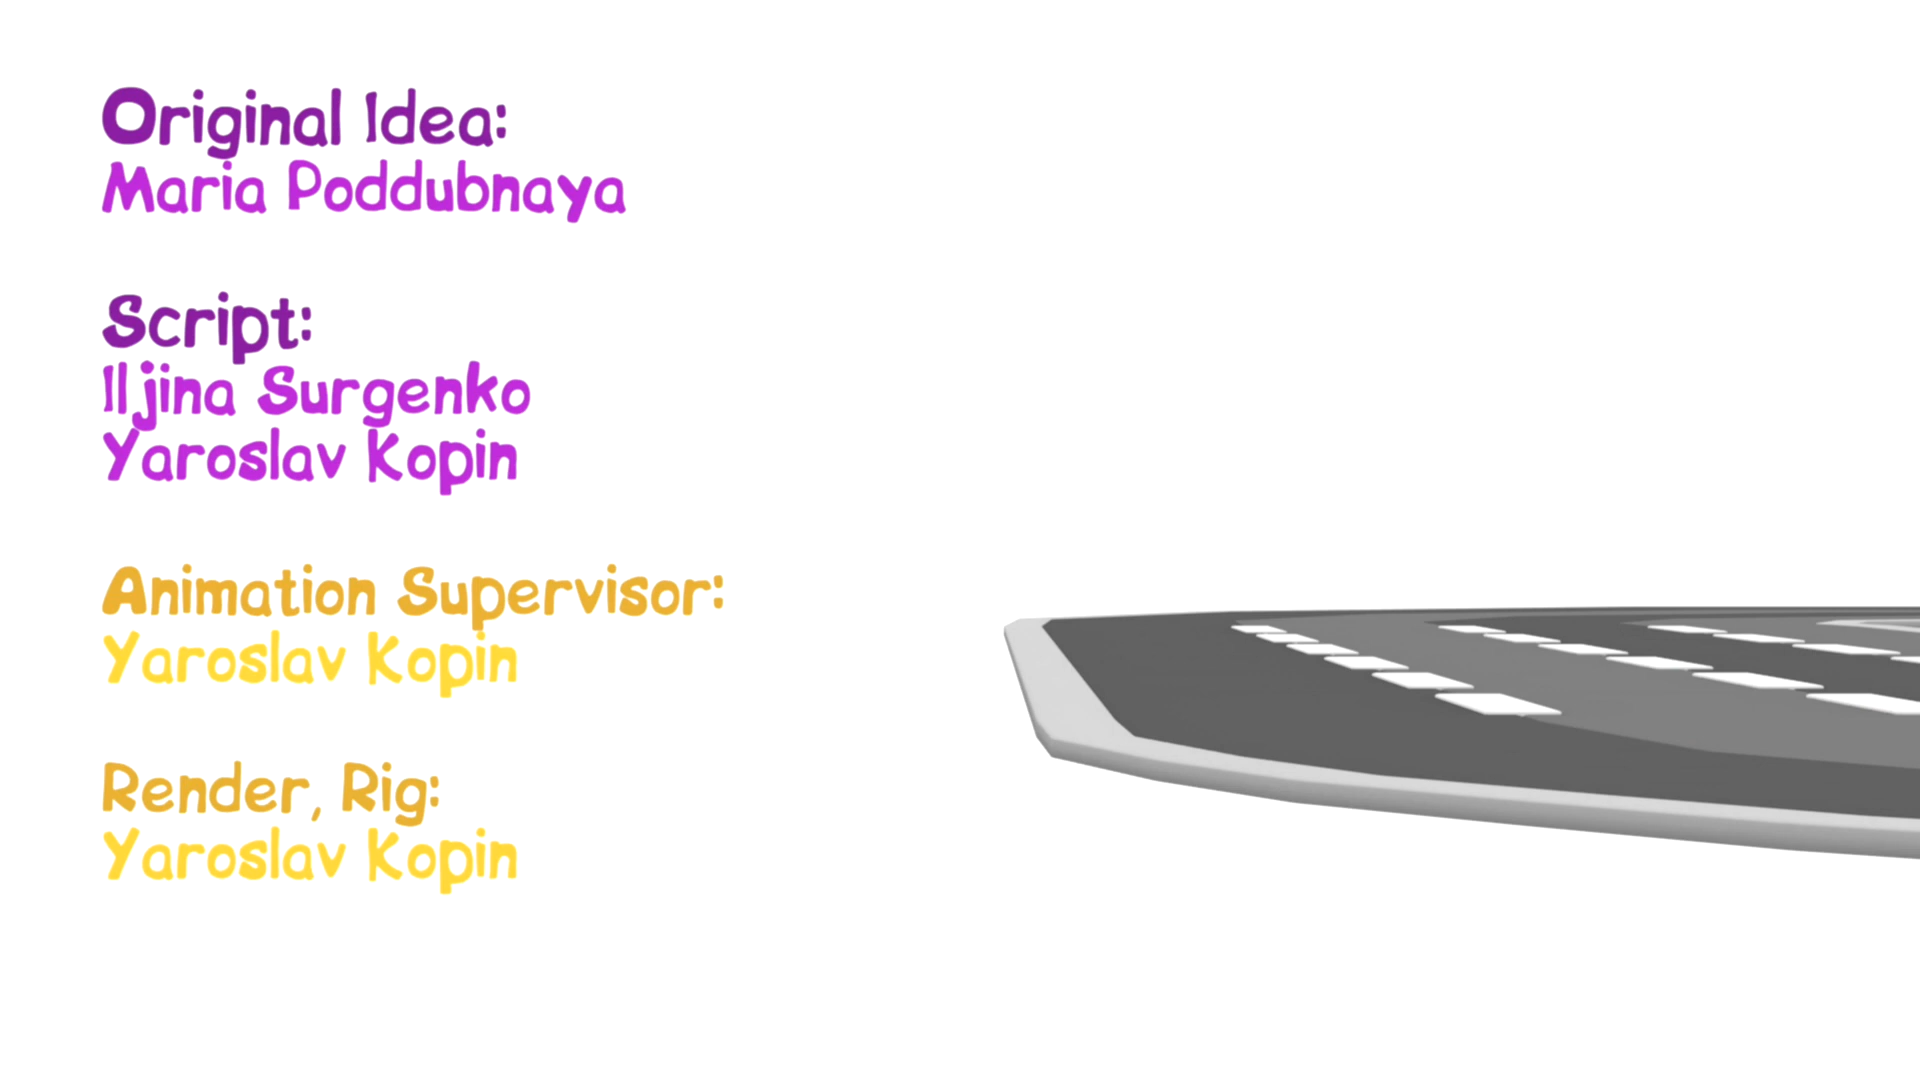 Original Idea:
Maria Poddubnaya
Script:
Iljina Surgenko
Yaroslav Kopin
Animation Supervisor:
Yaroslav Kopin
Render, Rig:
Yaroslav Kopin